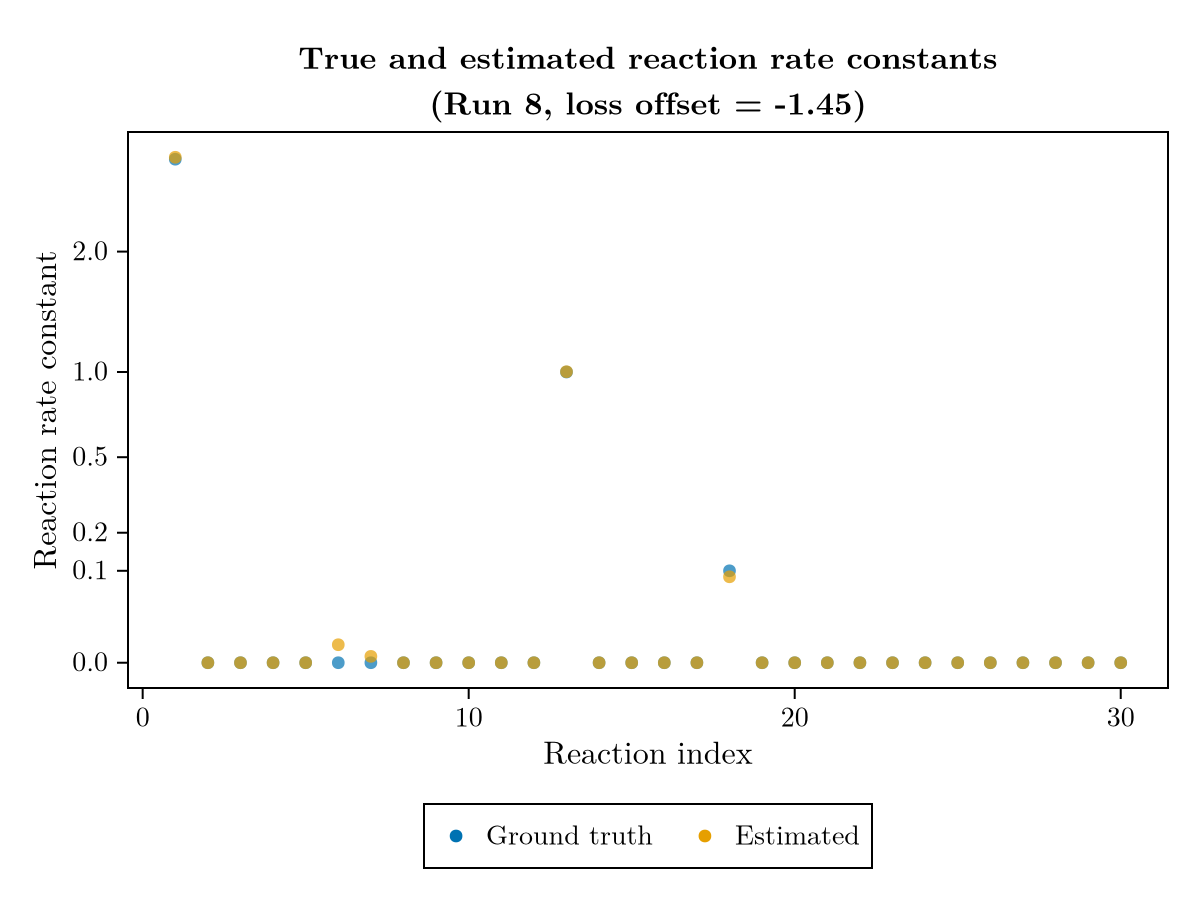 True and estimated reaction rate constants
(Run 8, loss offset = -1.45)
Reaction rate constant
2.0
1.0
0.5
0.2
0.1
0.0
0 10 20 30
Reaction index
Ground truth Estimated